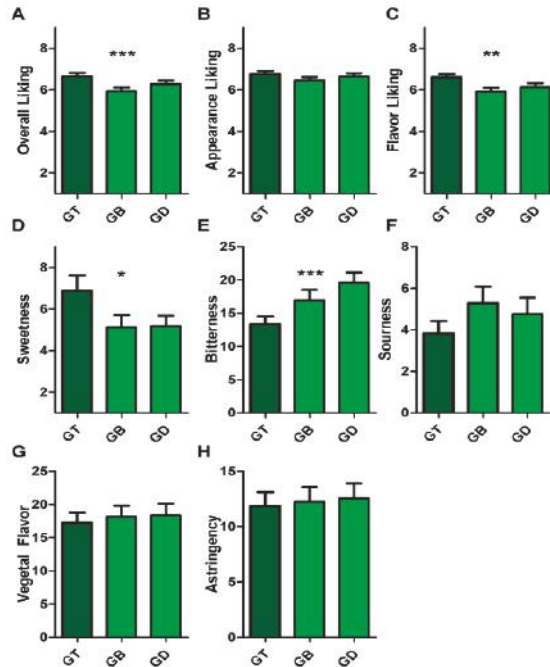 A
Overall Liking
8
6
4
2
***
GT GB GD
B
Appearance Liking
8
6
4
2
GT GB GD
C
Flavor Liking
8
6
4
2
**
GT GB GD
D
Sweetness
8
6
4
2
*
GT GB GD
E
Bitterness
25
20
15
10
5
0
***
GT GB GD
F
Sourness
8
6
4
2
0
GT GB GD
G
Vegetal Flavor
25
20
15
10
5
0
GT GB GD
H
Astringency
15
10
5
0
GT GB GD